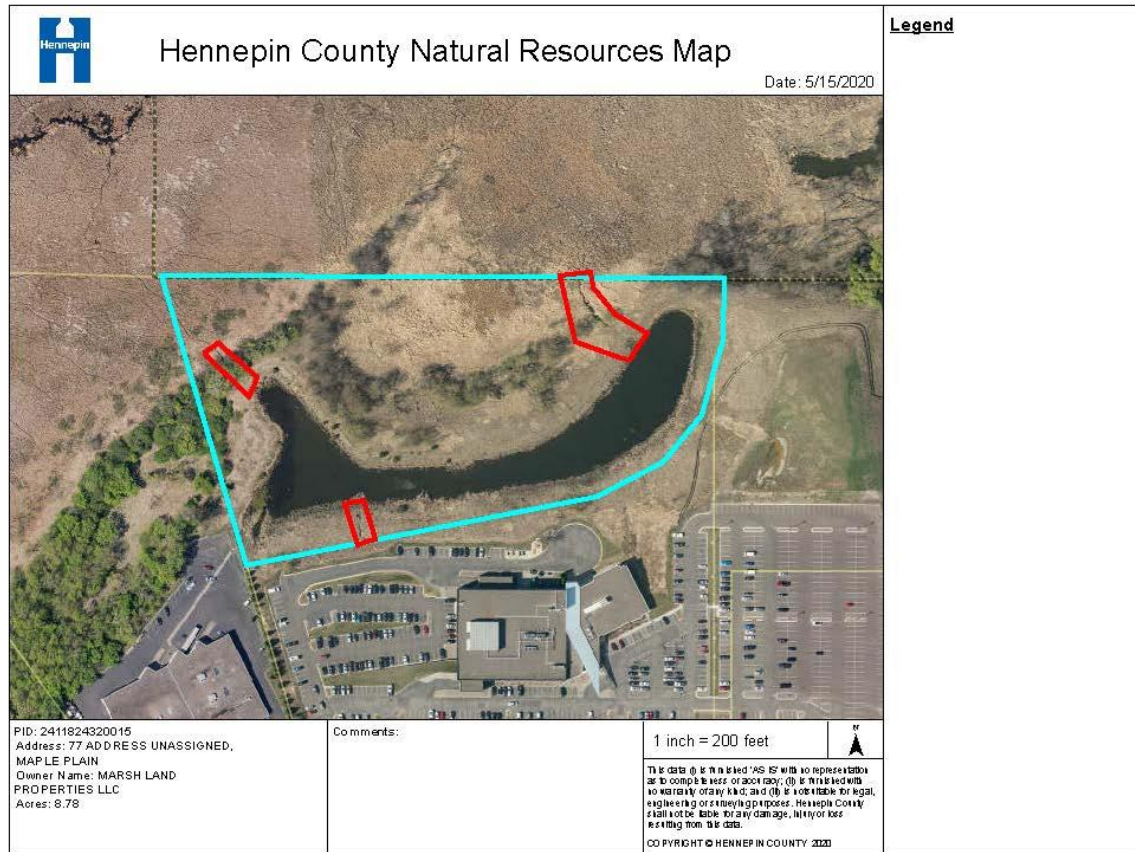 Hennepin
Hennepin County Natural Resources Map
Date: 5/15/2020
Legend
PID: 2411824320015
Address: 77 ADDRESS UNASSIGNED,
MAPLE PLAIN
Owner Name: MARSH LAND
PROPERTIES LLC
Acres: 8.78
Comments:
1 inch = 200 feet
N
This data (i) is furnished 'AS IS' with no representation
as to completeness or accuracy; (ii) is furnished with
no warranty of any kind; and (iii) is not suitable for legal,
engineering or surveying purposes. Hennepin County
shall not be liable for any damage, injury or loss
resulting from this data.
COPYRIGHT © HENNEPIN COUNTY 2020